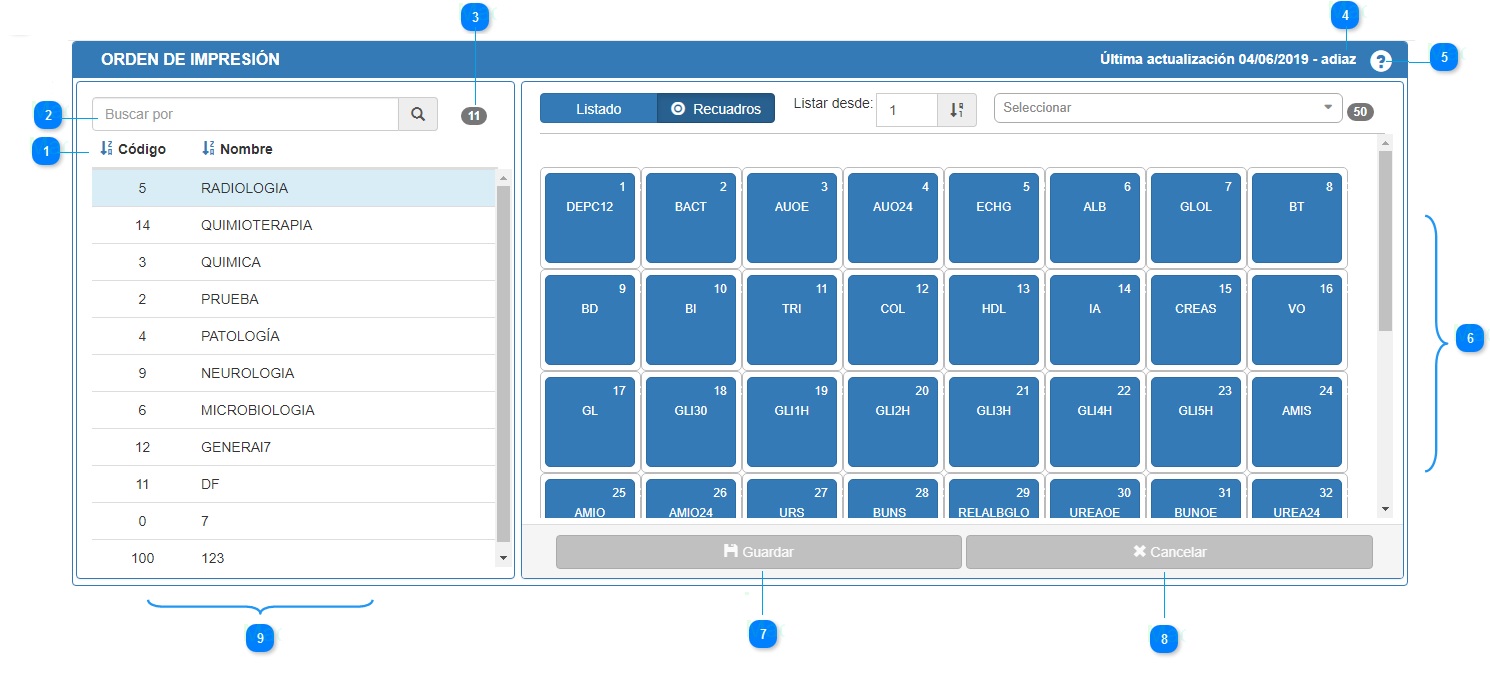 3
4
ORDEN DE IMPRESIÓN
Última actualización 04/06/2019 - adiaz
?
5
2
Buscar por
11
Listado
Recuadros
Listar desde:
1
Seleccionar
50
1
Código
Nombre
5 RADIOLOGIA
14 QUIMIOTERAPIA
3 QUIMICA
2 PRUEBA
4 PATOLOGÍA
9 NEUROLOGIA
6 MICROBIOLOGIA
12 GENERAI7
11 DF
0 7
100 123
1 2 3 4 5 6 7 8
DEPC12 BACT AUOE AUO24 ECHG ALB GLOL BT
9 10 11 12 13 14 15 16
BD BI TRI COL HDL IA CREAS VO
17 18 19 20 21 22 23 24
GL GLI30 GLI1H GLI2H GLI3H GLI4H GLI5H AMIS
25 26 27 28 29 30 31 32
AMIO AMIO24 URS BUNS RELALBGLO UREAOE BUNOE UREA24
6
Guardar
Cancelar
9
7
8